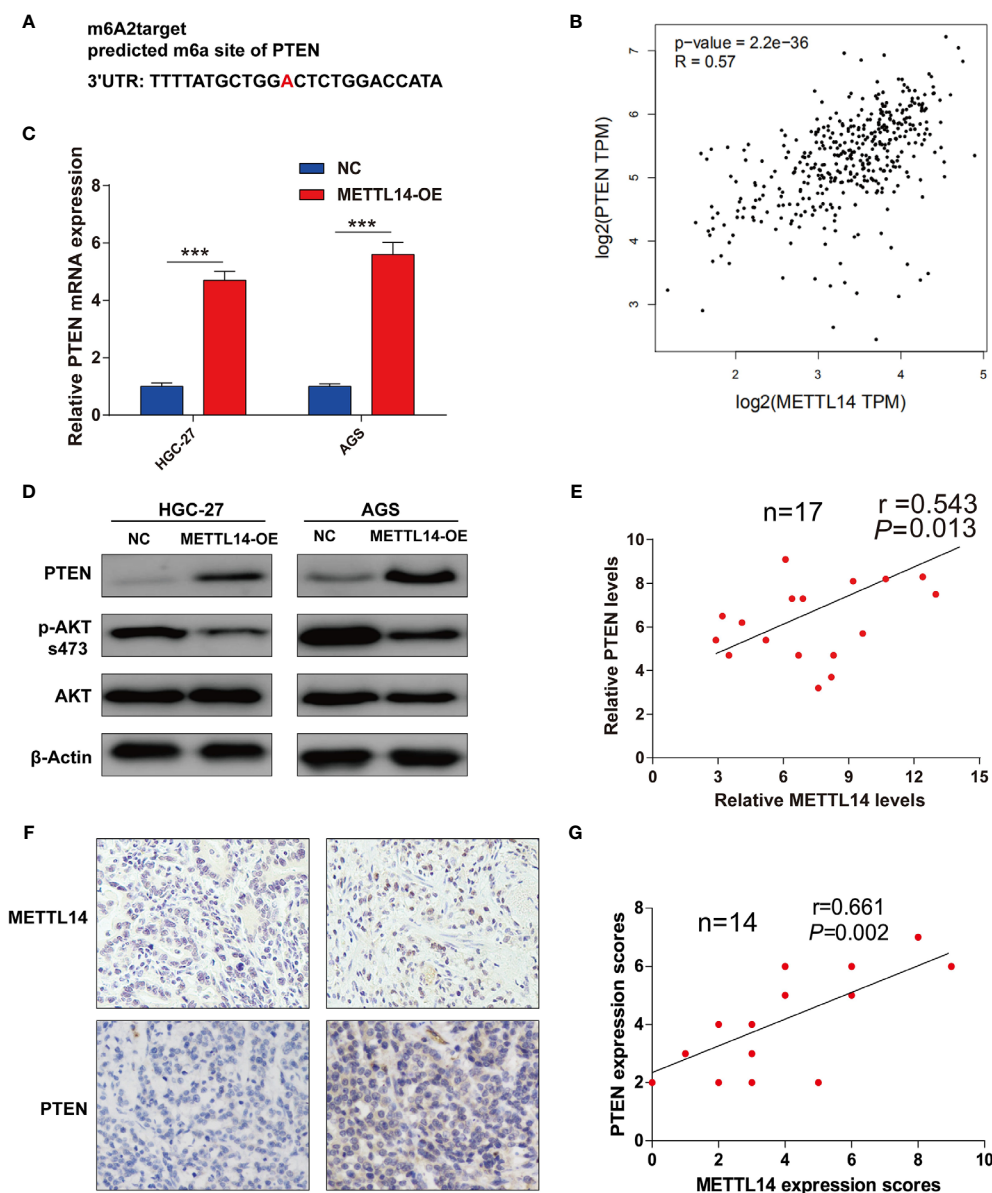 A
m6A2target
predicted m6a site of PTEN
3'UTR: TTTTATGCTGGACTCTGGACCATA
B
p−value = 2.2e−36
R = 0.57
log2(PTEN TPM)
7
6
5
4
3
2 3 4 5
log2(METTL14 TPM)
C
NC
METTL14-OE
Relative PTEN mRNA expression
8
6
4
2
0
*** ***
HGC-27 AGS
D
HGC-27 AGS
NC METTL14-OE NC METTL14-OE
PTEN
p-AKT
s473
AKT
β-Actin
E
n=17
r =0.543
P=0.013
Relative PTEN levels
10
8
6
4
2
0
0 3 6 9 12 15
Relative METTL14 levels
F
METTL14
PTEN
G
n=14
r=0.661
P=0.002
PTEN expression scores
8
6
4
2
0
0 2 4 6 8 10
METTL14 expression scores